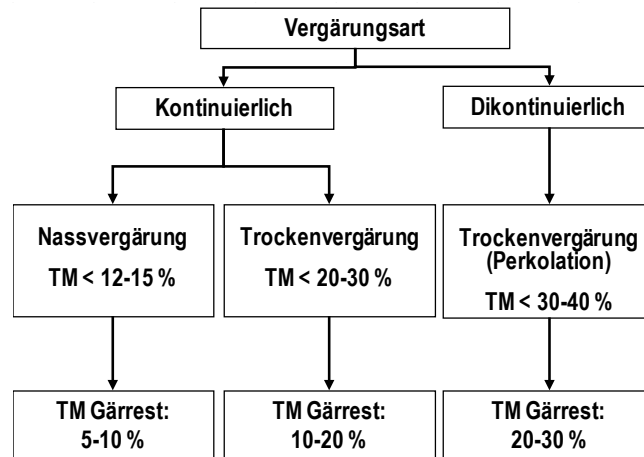 Vergärungsart
Kontinuierlich
Dikontinuierlich
Nassvergärung
TM < 12-15 %
Trockenvergärung
TM < 20-30 %
Trockenvergärung
(Perkolation)
TM < 30-40 %
TM Gärrest:
5-10 %
TM Gärrest:
10-20 %
TM Gärrest:
20-30 %